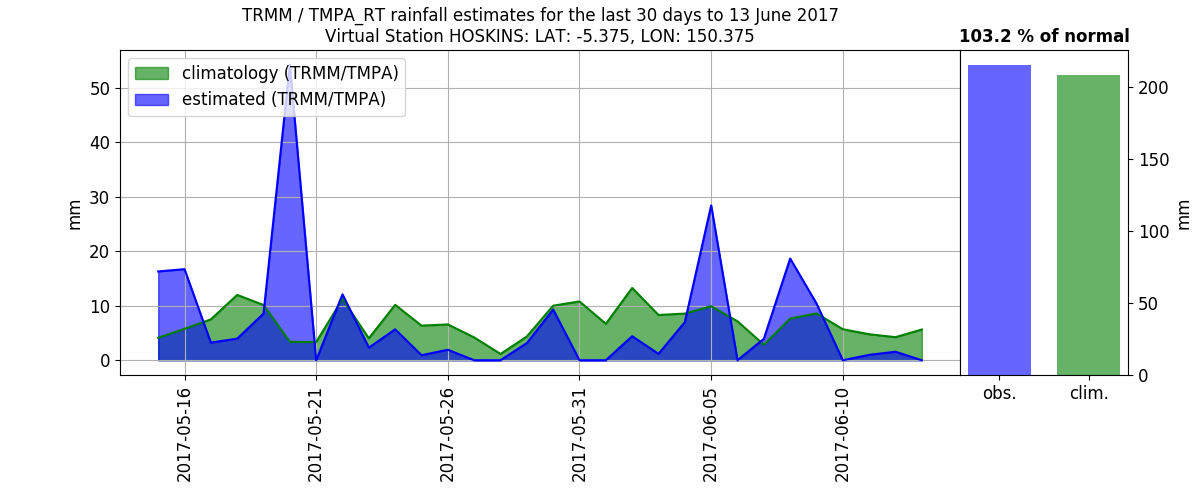 TRMM / TMPA_RT rainfall estimates for the last 30 days to 13 June 2017
Virtual Station HOSKINS: LAT: -5.375, LON: 150.375
103.2 % of normal
climatology (TRMM/TMPA)
estimated (TRMM/TMPA)
50
40
30
20
10
0
mm
2017-05-16
2017-05-21
2017-05-26
2017-05-31
2017-06-05
2017-06-10
200
150
100
50
0
mm
obs.
clim.